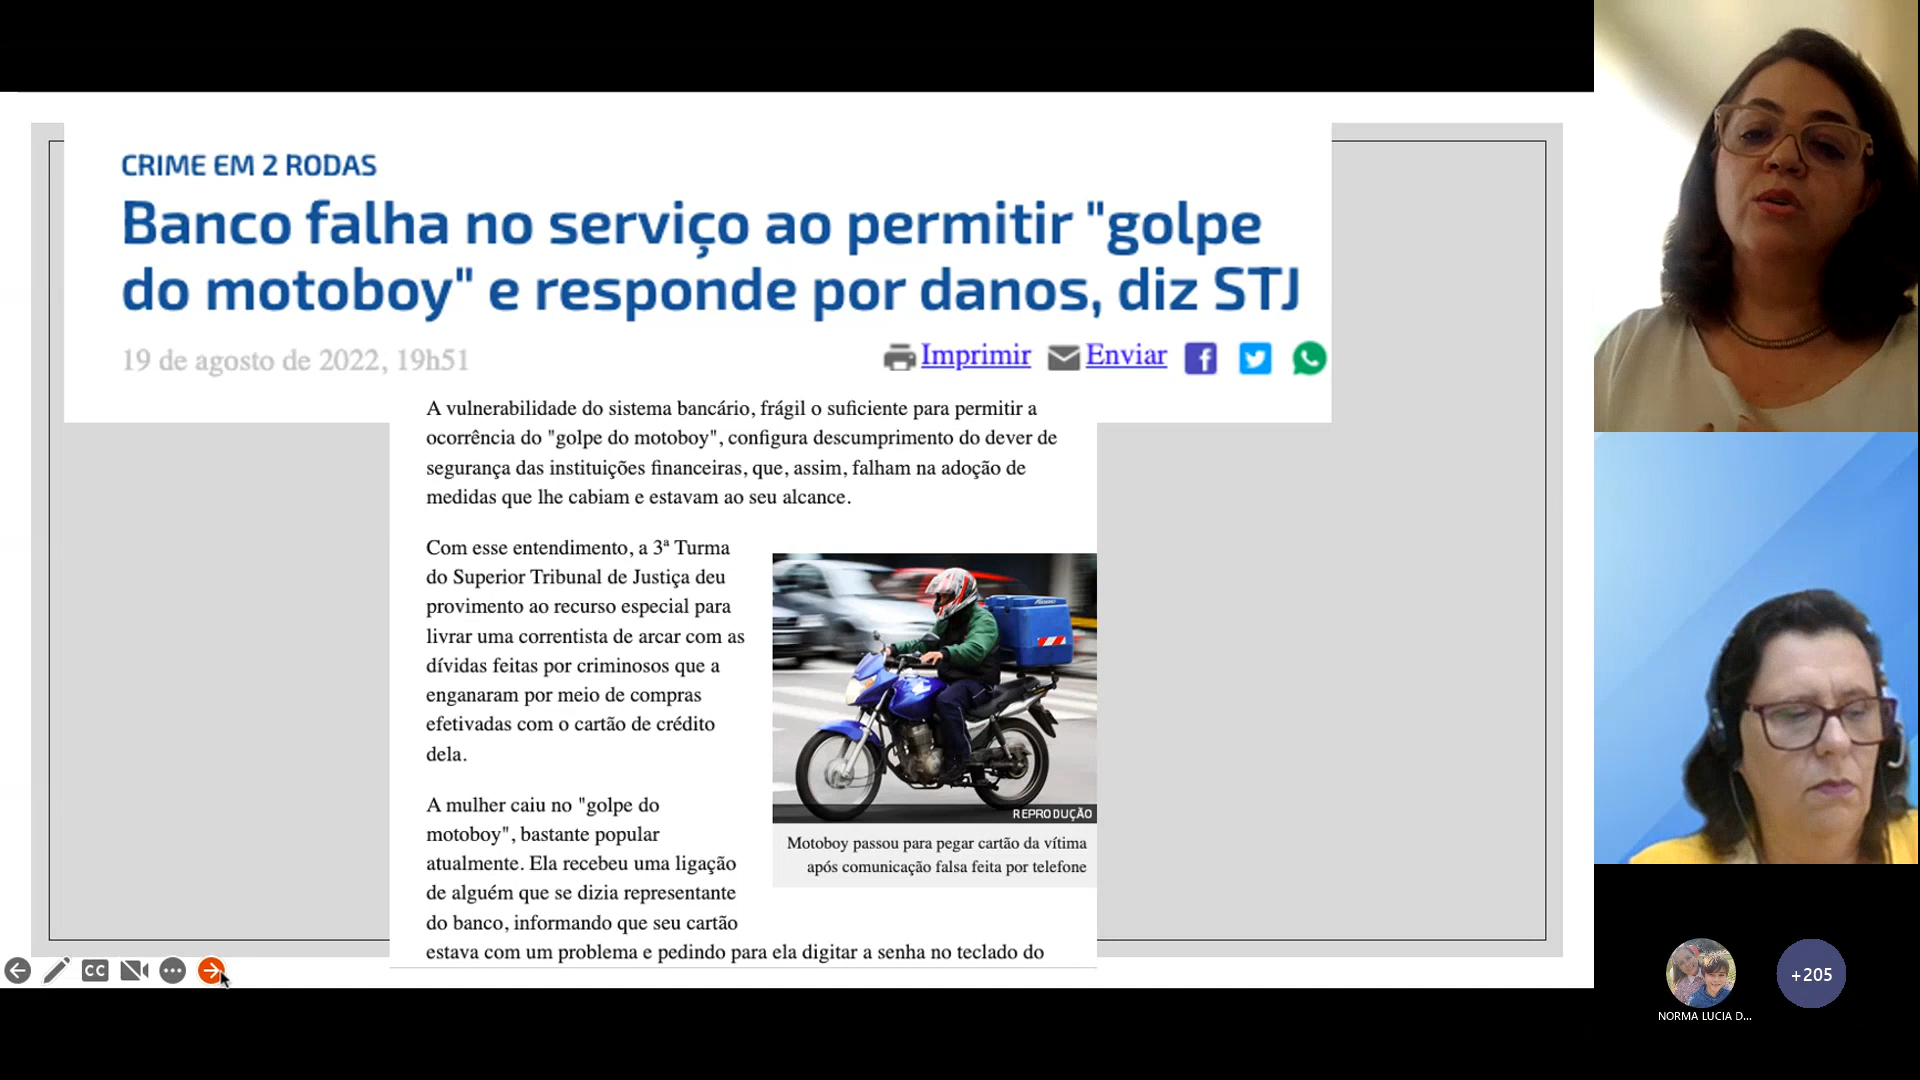 CRIME EM 2 RODAS
Banco falha no serviço ao permitir "golpe
do motoboy" e responde por danos, diz STJ
19 de agosto de 2022, 19h51
Imprimir
Enviar
A vulnerabilidade do sistema bancário, frágil o suficiente para permitir a
ocorrência do "golpe do motoboy", configura descumprimento do dever de
segurança das instituições financeiras, que, assim, falham na adoção de
medidas que lhe cabiam e estavam ao seu alcance.
Com esse entendimento, a 3ª Turma
do Superior Tribunal de Justiça deu
provimento ao recurso especial para
livrar uma correntista de arcar com as
dívidas feitas por criminosos que a
enganaram por meio de compras
efetivadas com o cartão de crédito
dela.
REPRODUÇÃO
Motoboy passou para pegar cartão da vítima
após comunicação falsa feita por telefone
A mulher caiu no "golpe do
motoboy", bastante popular
atualmente. Ela recebeu uma ligação
de alguém que se dizia representante
do banco, informando que seu cartão
estava com um problema e pedindo para ela digitar a senha no teclado do
CC
NORMA LUCIA D...
+205